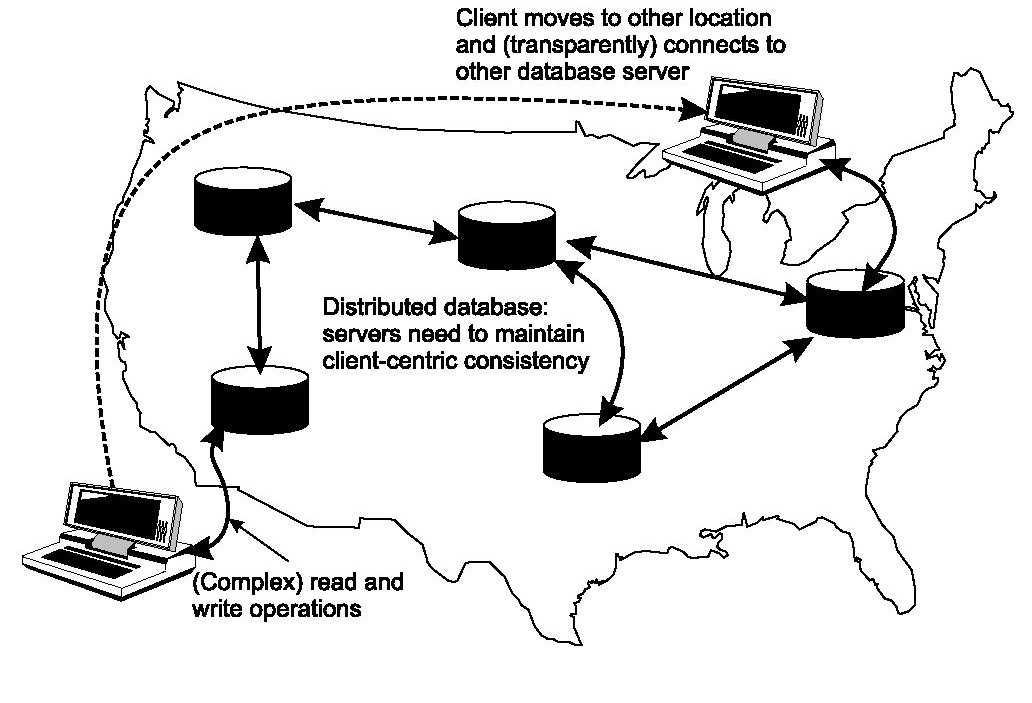 Client moves to other location
and (transparently) connects to
other database server
Distributed database:
servers need to maintain
client-centric consistency
(Complex) read and
write operations